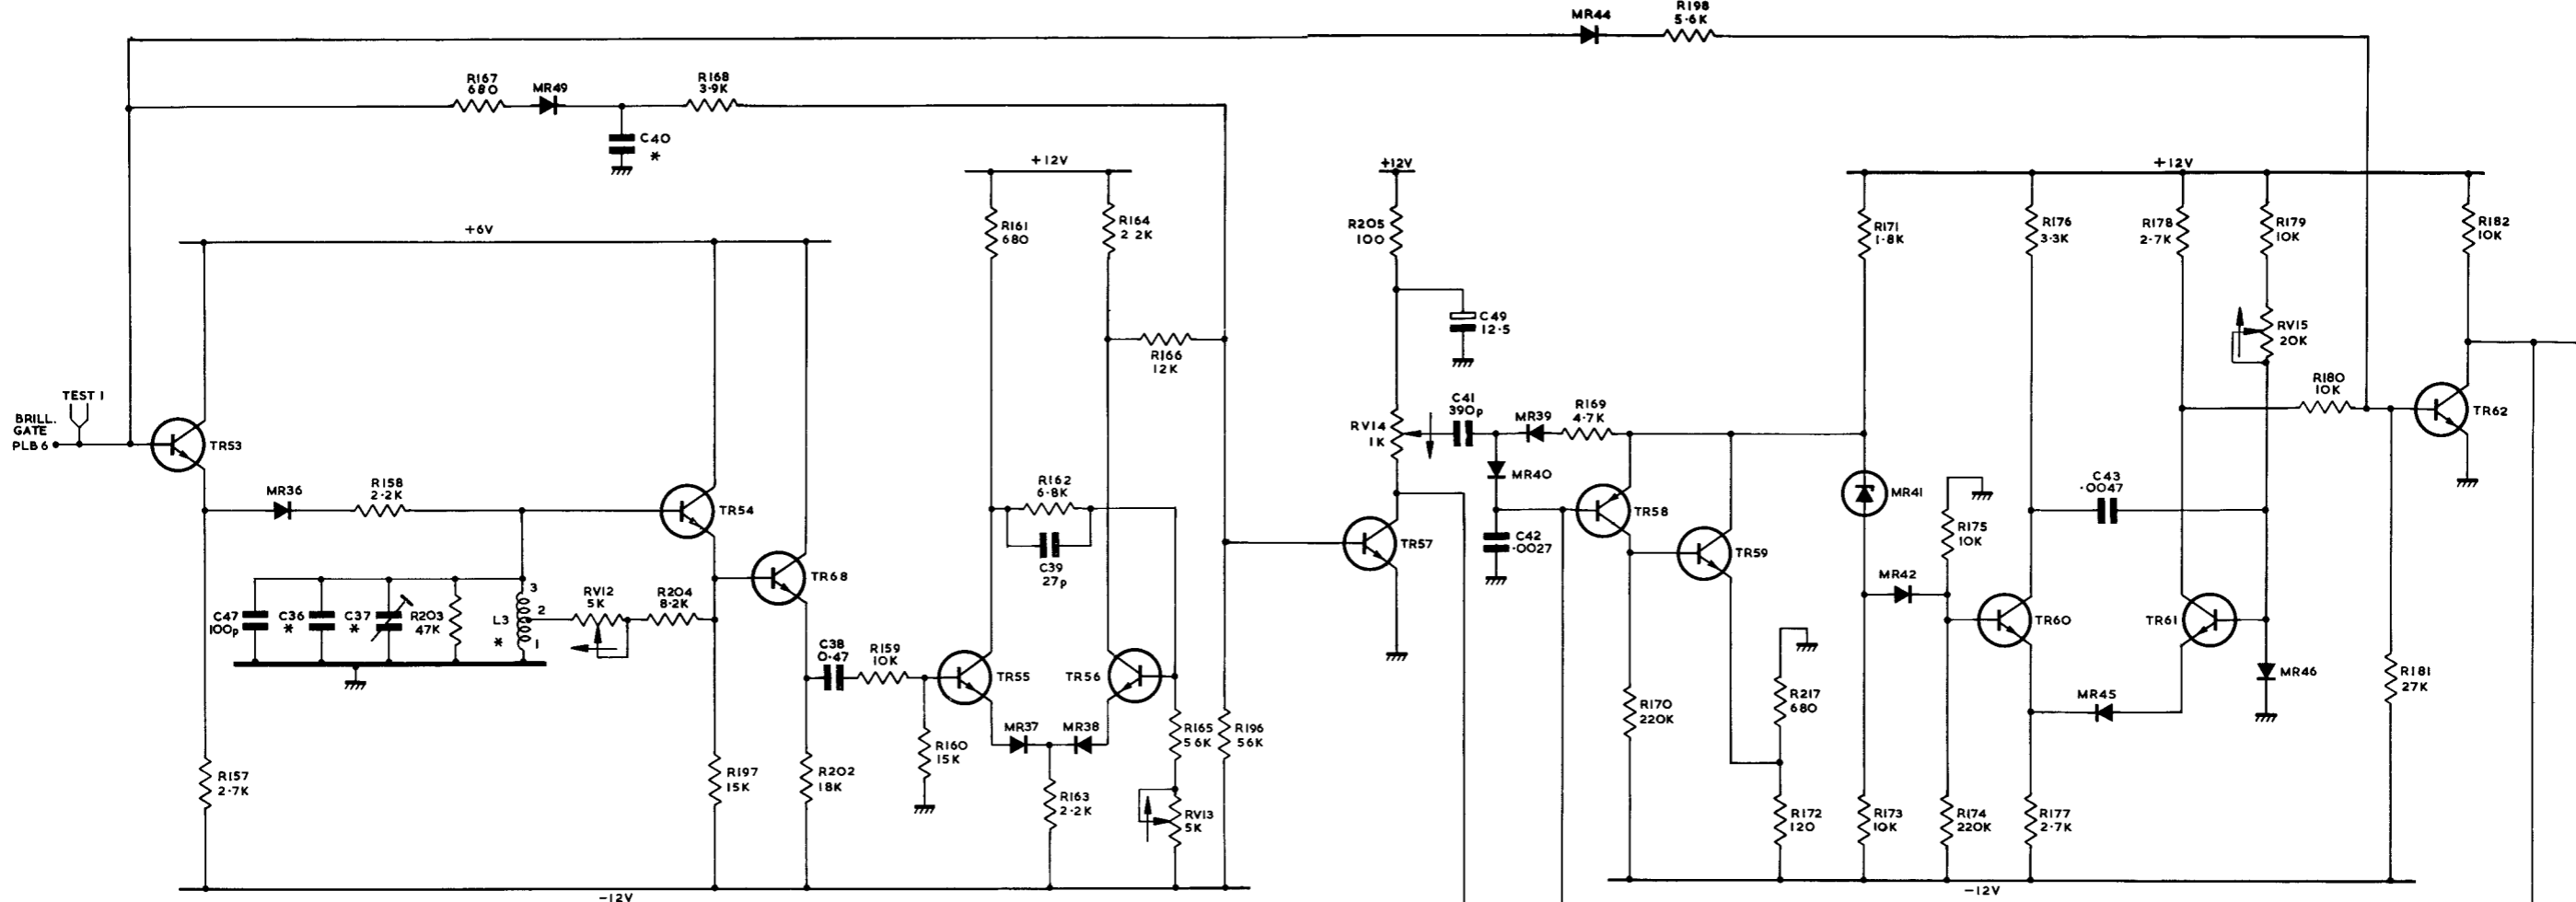 MR44
R198
5·6K
R167
680
MR49
R168
3·9K
C40
*
+12V
+12V
+12V
R161
680
R164
2·2K
R205
100
R171
1·8K
R176
3·3K
R178
2·7K
R179
10K
R182
10K
+6V
C49
12·5
RV15
20K
R166
12K
TEST 1
BRILL.
GATE
PLB6
TR53
C41
390p
MR39
R169
4·7K
R180
10K
TR62
RV14
1K
MR40
MR36
R158
2·2K
TR54
R162
6·8K
C39
27p
TR57
C42
·0027
TR58
TR59
MR41
R175
10K
C43
·0047
MR42
TR68
C47
100p
C36
*
C37
*
R203
47K
L3
*
3
2
1
RV12
5K
R204
8·2K
C38
0·47
R159
10K
TR55
TR56
TR60
TR61
MR46
R181
27K
MR37
MR38
R165
56K
R196
56K
R170
220K
R217
680
MR45
R160
15K
R157
2·7K
R197
15K
R202
18K
R163
2·2K
RV13
5K
R172
120
R173
10K
R174
220K
R177
2·7K
-12V
-12V